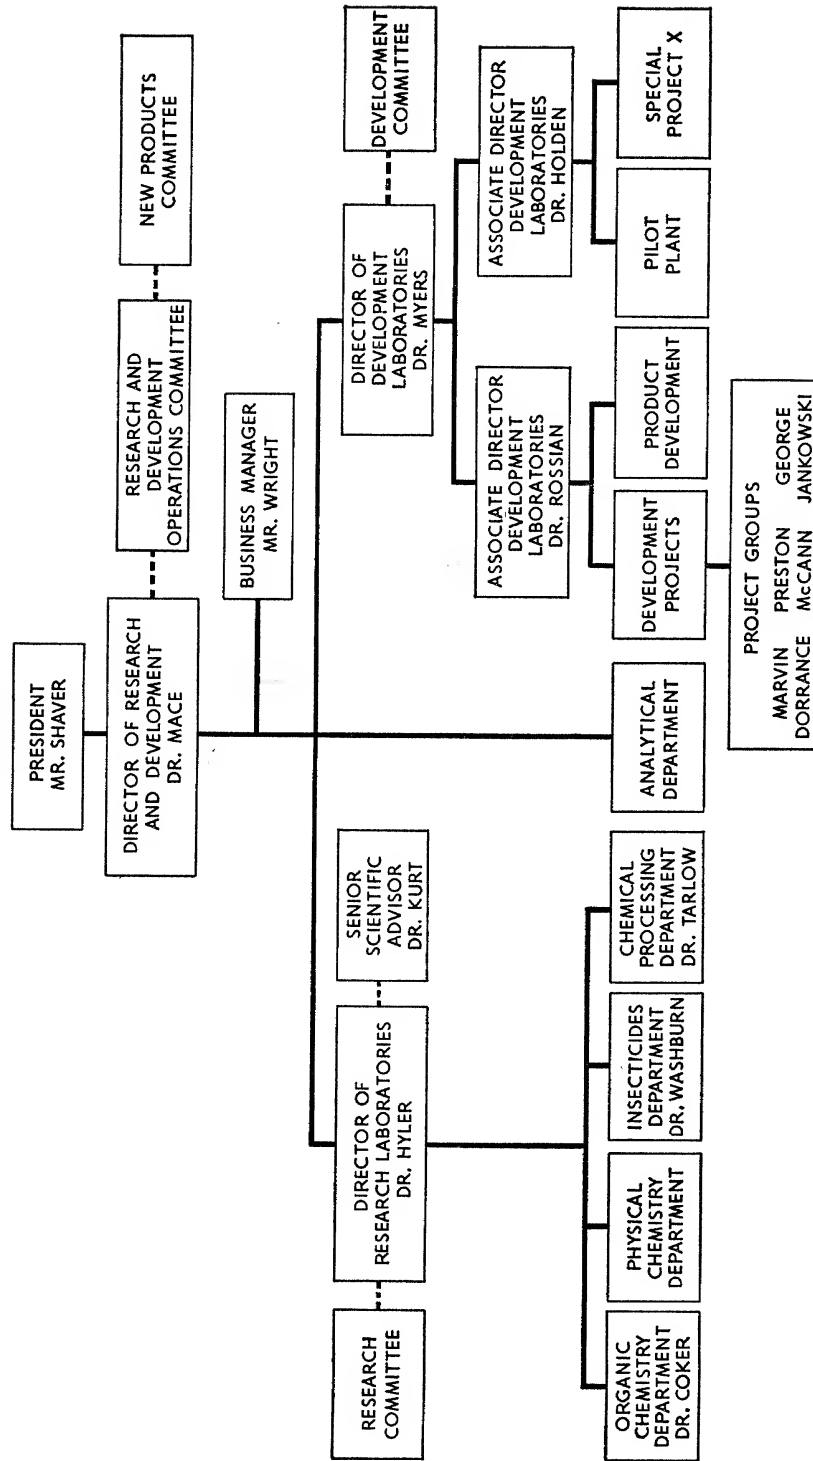 PRESIDENT
MR. SHAVER
DIRECTOR OF RESEARCH
AND DEVELOPMENT
DR. MACE
RESEARCH AND
DEVELOPMENT
OPERATIONS COMMITTEE
NEW PRODUCTS
COMMITTEE
BUSINESS MANAGER
MR. WRIGHT
RESEARCH
COMMITTEE
DIRECTOR OF
RESEARCH LABORATORIES
DR. HYLER
SENIOR
SCIENTIFIC
ADVISOR
DR. KURT
DIRECTOR OF
DEVELOPMENT
LABORATORIES
DR. MYERS
DEVELOPMENT
COMMITTEE
ASSOCIATE DIRECTOR
DEVELOPMENT
LABORATORIES
DR. ROSSIAN
ASSOCIATE DIRECTOR
DEVELOPMENT
LABORATORIES
DR. HOLDEN
ORGANIC
CHEMISTRY
DEPARTMENT
DR. COKER
PHYSICAL
CHEMISTRY
DEPARTMENT
INSECTICIDES
DEPARTMENT
DR. WASHBURN
CHEMICAL
PROCESSING
DEPARTMENT
DR. TARLOW
ANALYTICAL
DEPARTMENT
DEVELOPMENT
PROJECTS
PRODUCT
DEVELOPMENT
PILOT
PLANT
SPECIAL
PROJECT X
PROJECT GROUPS
MARVIN PRESTON GEORGE
DORRANCE McCANN JANKOWSKI